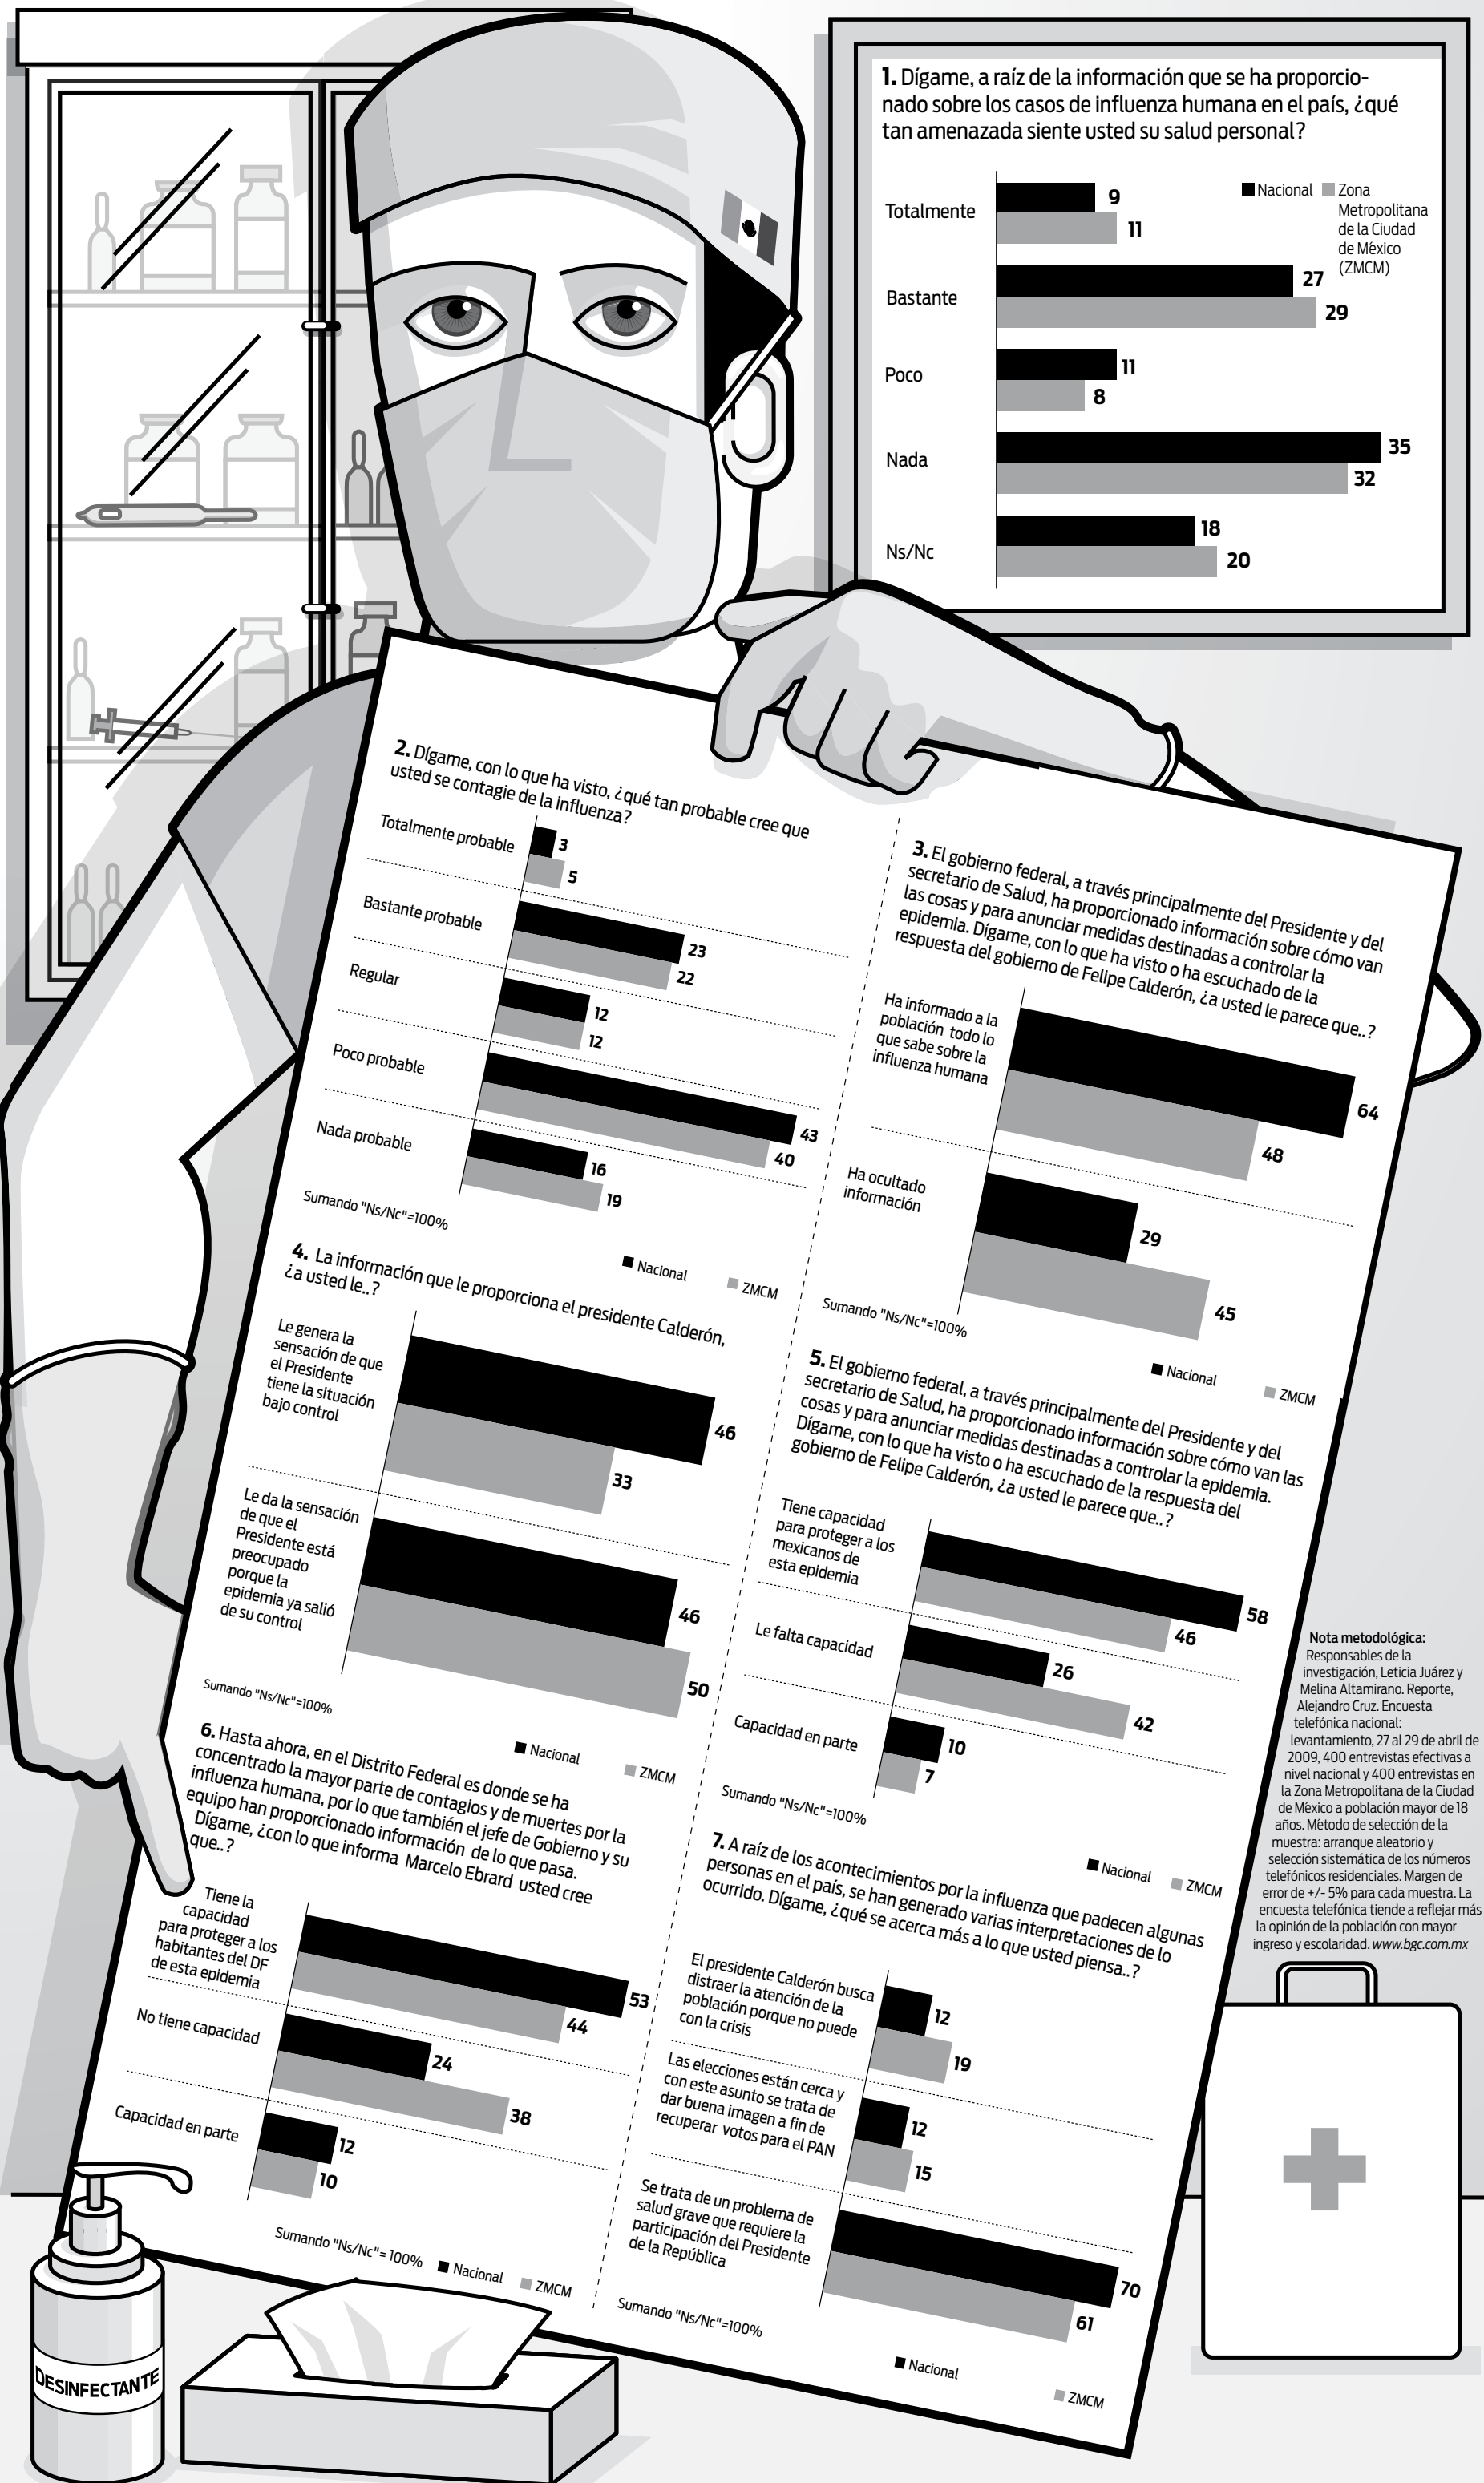 1. Dígame, a raíz de la información que se ha proporcio-
nado sobre los casos de influenza humana en el país, ¿qué
tan amenazada siente usted su salud personal?
Nacional
Zona
Metropolitana
de la Ciudad
de México
(ZMCM)
Totalmente
9
11
Bastante
27
29
Poco
11
8
Nada
35
32
Ns/Nc
18
20
2. Dígame, con lo que ha visto, ¿qué tan probable cree que
usted se contagie de la influenza?
Totalmente probable
3
5
Bastante probable
23
22
Regular
12
12
Poco probable
43
40
Nada probable
16
19
Sumando "Ns/Nc"=100%
Nacional
ZMCM
3. El gobierno federal, a través principalmente del Presidente y del
secretario de Salud, ha proporcionado información sobre cómo van
las cosas y para anunciar medidas destinadas a controlar la
epidemia. Dígame, con lo que ha visto o ha escuchado de la
respuesta del gobierno de Felipe Calderón, ¿a usted le parece que..?
Ha informado a la
población todo lo
que sabe sobre la
influenza humana
64
48
Ha ocultado
información
29
45
Sumando "Ns/Nc"=100%
Nacional
ZMCM
4. La información que le proporciona el presidente Calderón,
¿a usted le..?
Le genera la
sensación de que
el Presidente
tiene la situación
bajo control
46
33
Le da la sensación
de que el
Presidente está
preocupado
porque la
epidemia ya salió
de su control
46
50
Sumando "Ns/Nc"=100%
Nacional
ZMCM
5. El gobierno federal, a través principalmente del Presidente y del
secretario de Salud, ha proporcionado información sobre cómo van las
cosas y para anunciar medidas destinadas a controlar la epidemia.
Dígame, con lo que ha visto o ha escuchado de la respuesta del
gobierno de Felipe Calderón, ¿a usted le parece que..?
Tiene capacidad
para proteger a los
mexicanos de
esta epidemia
58
46
Le falta capacidad
26
42
Capacidad en parte
10
7
Sumando "Ns/Nc"=100%
Nacional
ZMCM
6. Hasta ahora, en el Distrito Federal es donde se ha
concentrado la mayor parte de contagios y de muertes por la
influenza humana, por lo que también el jefe de Gobierno y su
equipo han proporcionado información de lo que pasa.
Dígame, ¿con lo que informa Marcelo Ebrard usted cree
que..?
Tiene la
capacidad
para proteger a los
habitantes del DF
de esta epidemia
53
44
No tiene capacidad
24
38
Capacidad en parte
12
10
Sumando "Ns/Nc"= 100%
Nacional
ZMCM
7. A raíz de los acontecimientos por la influenza que padecen algunas
personas en el país, se han generado varias interpretaciones de lo
ocurrido. Dígame, ¿qué se acerca más a lo que usted piensa..?
El presidente Calderón busca
distraer la atención de la
población porque no puede
con la crisis
12
19
Las elecciones están cerca y
con este asunto se trata de
dar buena imagen a fin de
recuperar votos para el PAN
12
15
Se trata de un problema de
salud grave que requiere la
participación del Presidente
de la República
70
61
Sumando "Ns/Nc"=100%
Nacional
ZMCM
Nota metodológica:
Responsables de la
investigación, Leticia Juárez y
Melina Altamirano. Reporte,
Alejandro Cruz. Encuesta
telefónica nacional:
levantamiento, 27 al 29 de abril de
2009, 400 entrevistas efectivas a
nivel nacional y 400 entrevistas en
la Zona Metropolitana de la Ciudad
de México a población mayor de 18
años. Método de selección de la
muestra: arranque aleatorio y
selección sistemática de los números
telefónicos residenciales. Margen de
error de +/- 5% para cada muestra. La
encuesta telefónica tiende a reflejar más
la opinión de la población con mayor
ingreso y escolaridad. www.bgc.com.mx
DESINFECTANTE